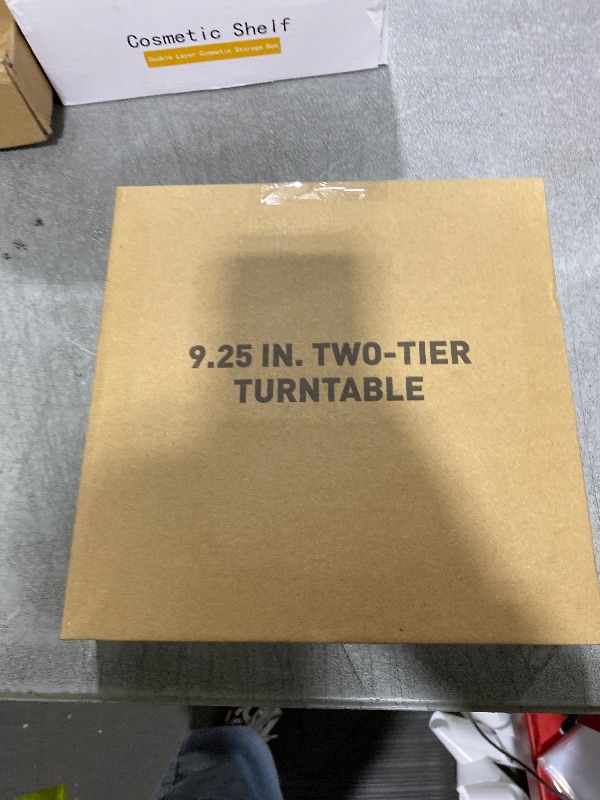 Cosmetic Shelf
Double Layer Cosmetic Storage Box
9.25 IN. TWO-TIER
TURNTABLE